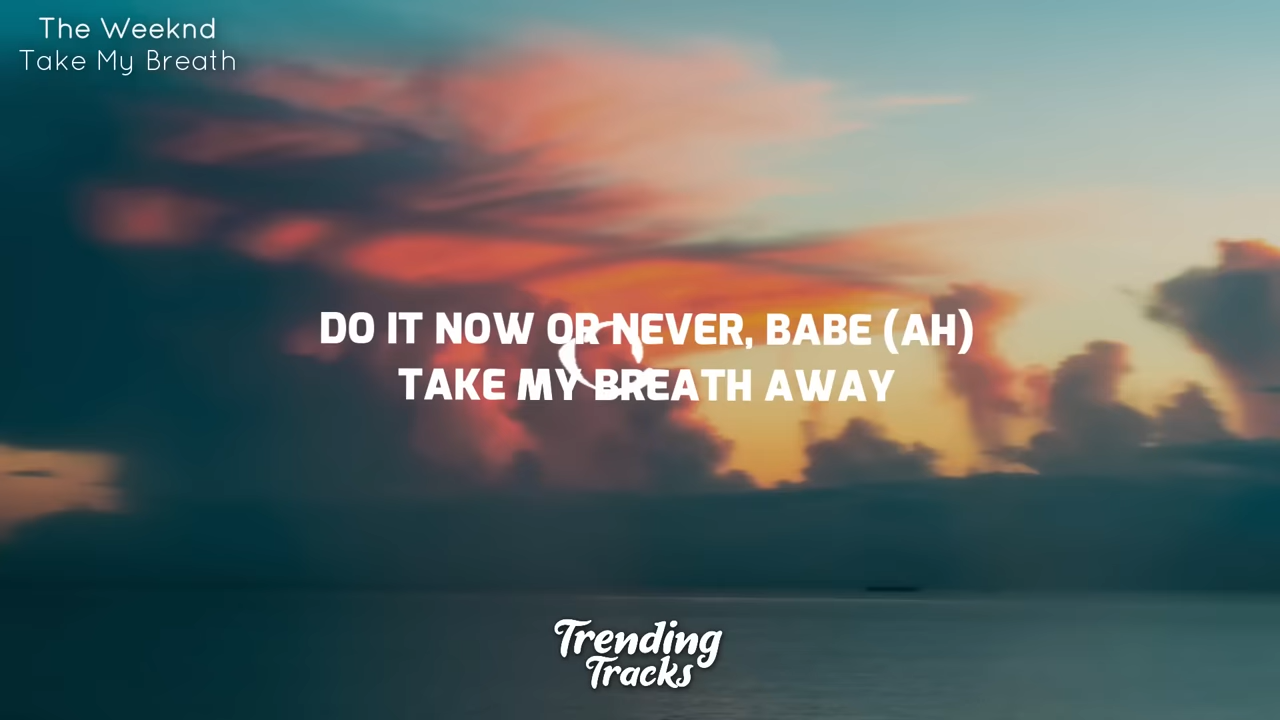 The Weeknd
Take My Breath
DO IT NOW OR NEVER, BABE (AH)
TAKE MY BREATH AWAY
Trending
Tracks